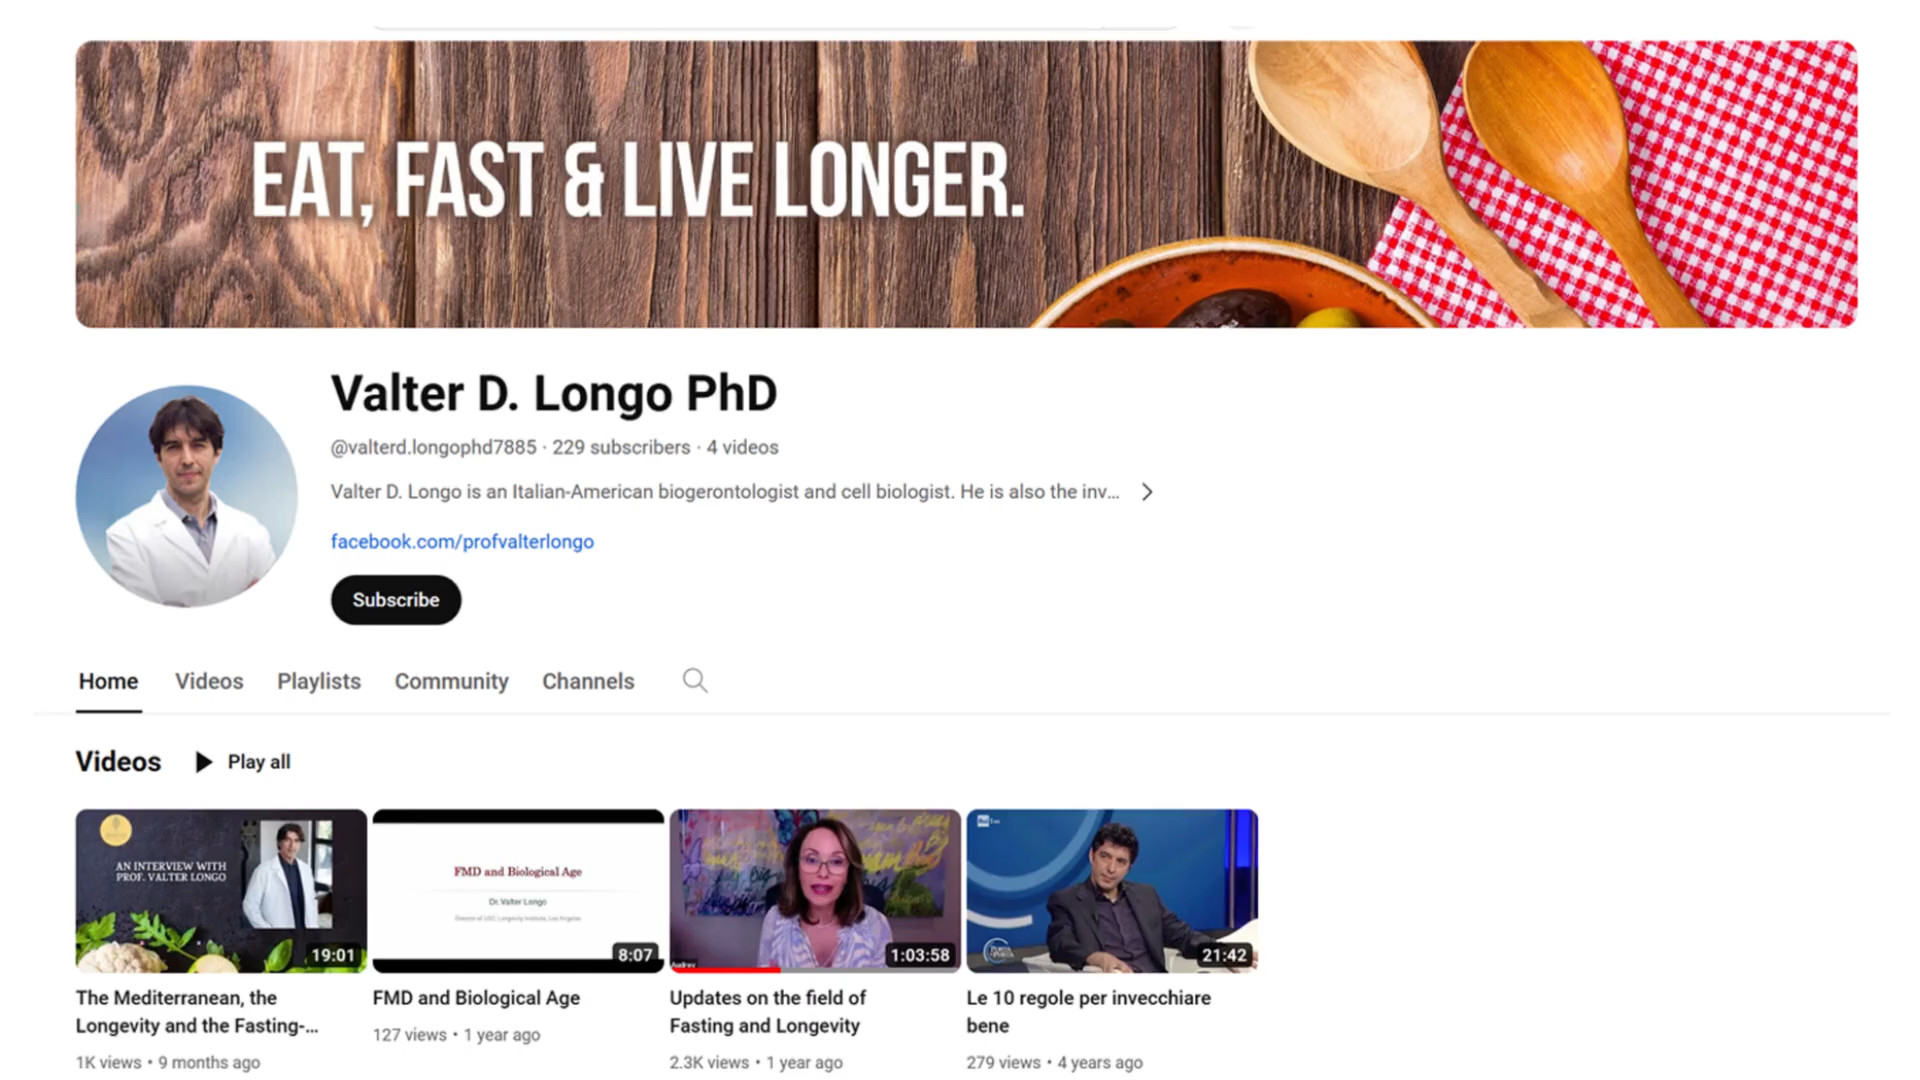 EAT, FAST & LIVE LONGER.
Valter D. Longo PhD
@valterd.longophd7885 · 229 subscribers · 4 videos
Valter D. Longo is an Italian-American biogerontologist and cell biologist. He is also the inv...
facebook.com/profvalterlongo
Subscribe
Home Videos Playlists Community Channels
Videos Play all
AN INTERVIEW WITH
PROF. VALTER LONGO
19:01
FMD and Biological Age
Dr. Valter Longo
Director of USC Longevity Institute, Los Angeles
8:07
Audrey
1:03:58
Rai 1
21:42
The Mediterranean, the
Longevity and the Fasting-...
1K views • 9 months ago
FMD and Biological Age
127 views • 1 year ago
Updates on the field of
Fasting and Longevity
2.3K views • 1 year ago
Le 10 regole per invecchiare
bene
279 views • 4 years ago